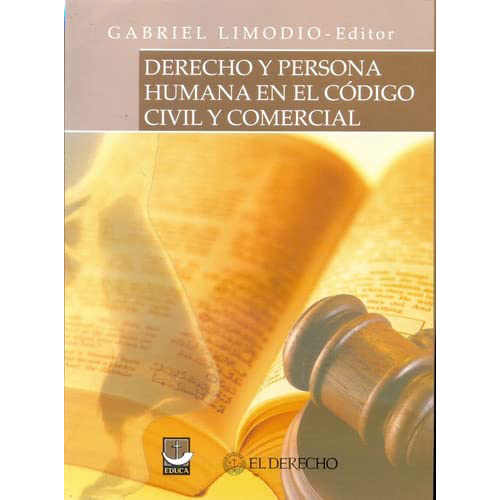 GABRIEL LIMODIO-Editor
DERECHO Y PERSONA
HUMANA EN EL CÓDIGO
CIVIL Y COMERCIAL
EDUCA
EL DERECHO